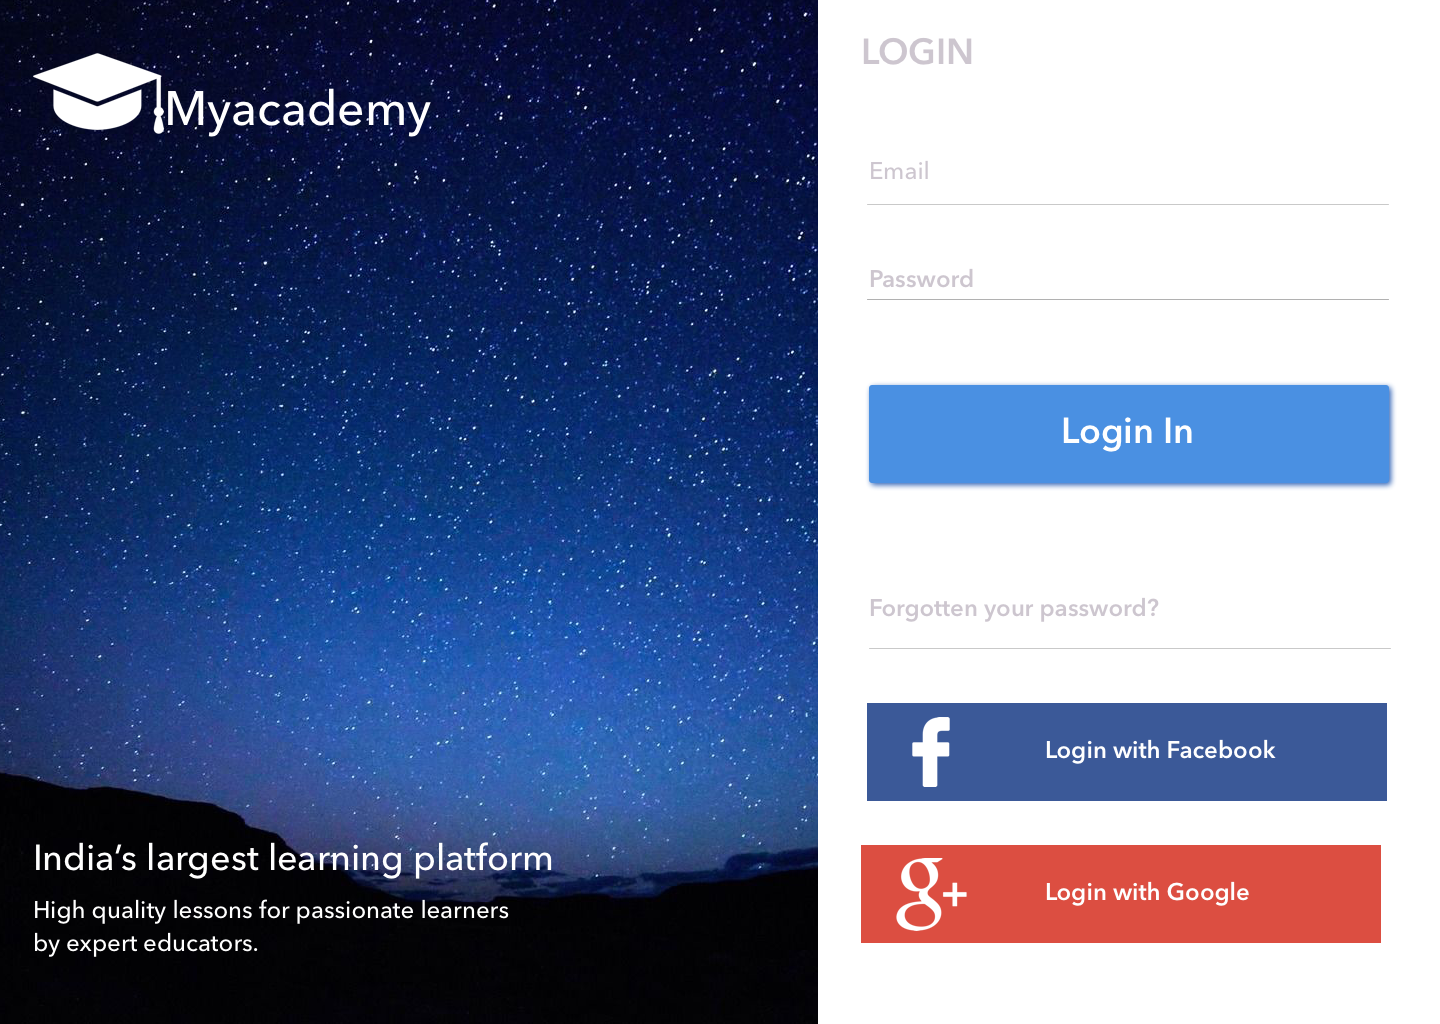 Myacademy
India’s largest learning platform
High quality lessons for passionate learners
by expert educators.
LOGIN
Email
Password
Login In
Forgotten your password?
Login with Facebook
g+
Login with Google